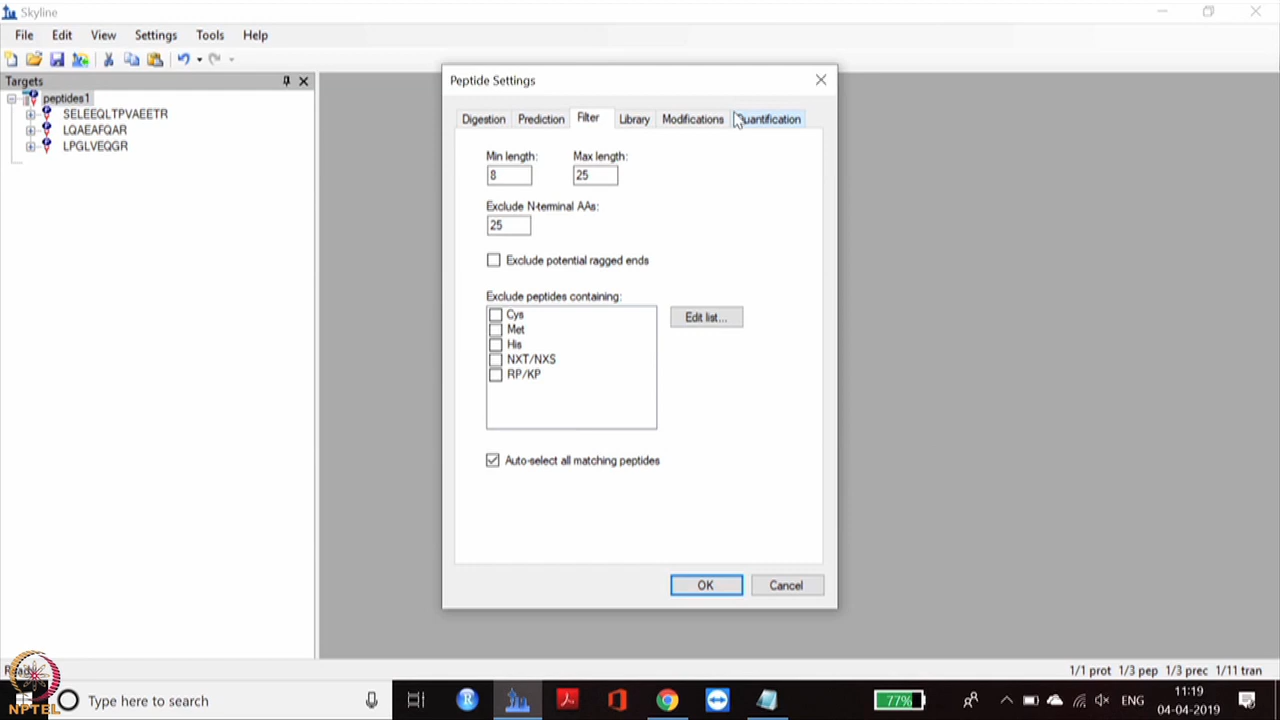 Skyline
File Edit View Settings Tools Help
Targets
peptides1
SELEEQLTPVAEETR
LQAEAFQAR
LPGLVEQGR
Peptide Settings
Digestion Prediction Filter Library Modifications Quantification
Min length: Max length:
8 25
Exclude N-terminal AAs:
25
Exclude potential ragged ends
Exclude peptides containing:
Cys
Met
His
NXT/NXS
RP/KP
Edit list...
Auto-select all matching peptides
OK Cancel
1/1 prot 1/3 pep 1/3 prec 1/11 tran
NPTEL
Type here to search
77%
ENG
11:19
04-04-2019